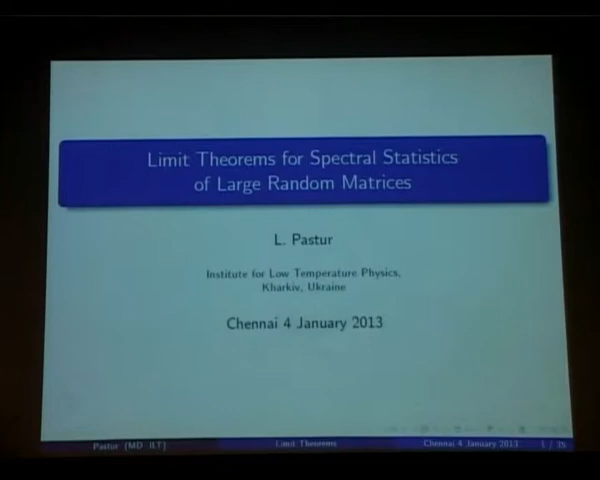 Limit Theorems for Spectral Statistics
of Large Random Matrices
L. Pastur
Institute for Low Temperature Physics,
Kharkiv, Ukraine
Chennai 4 January 2013
Pastur (MD ILT) Limit Theorems Chennai 4 January 2013 1 /